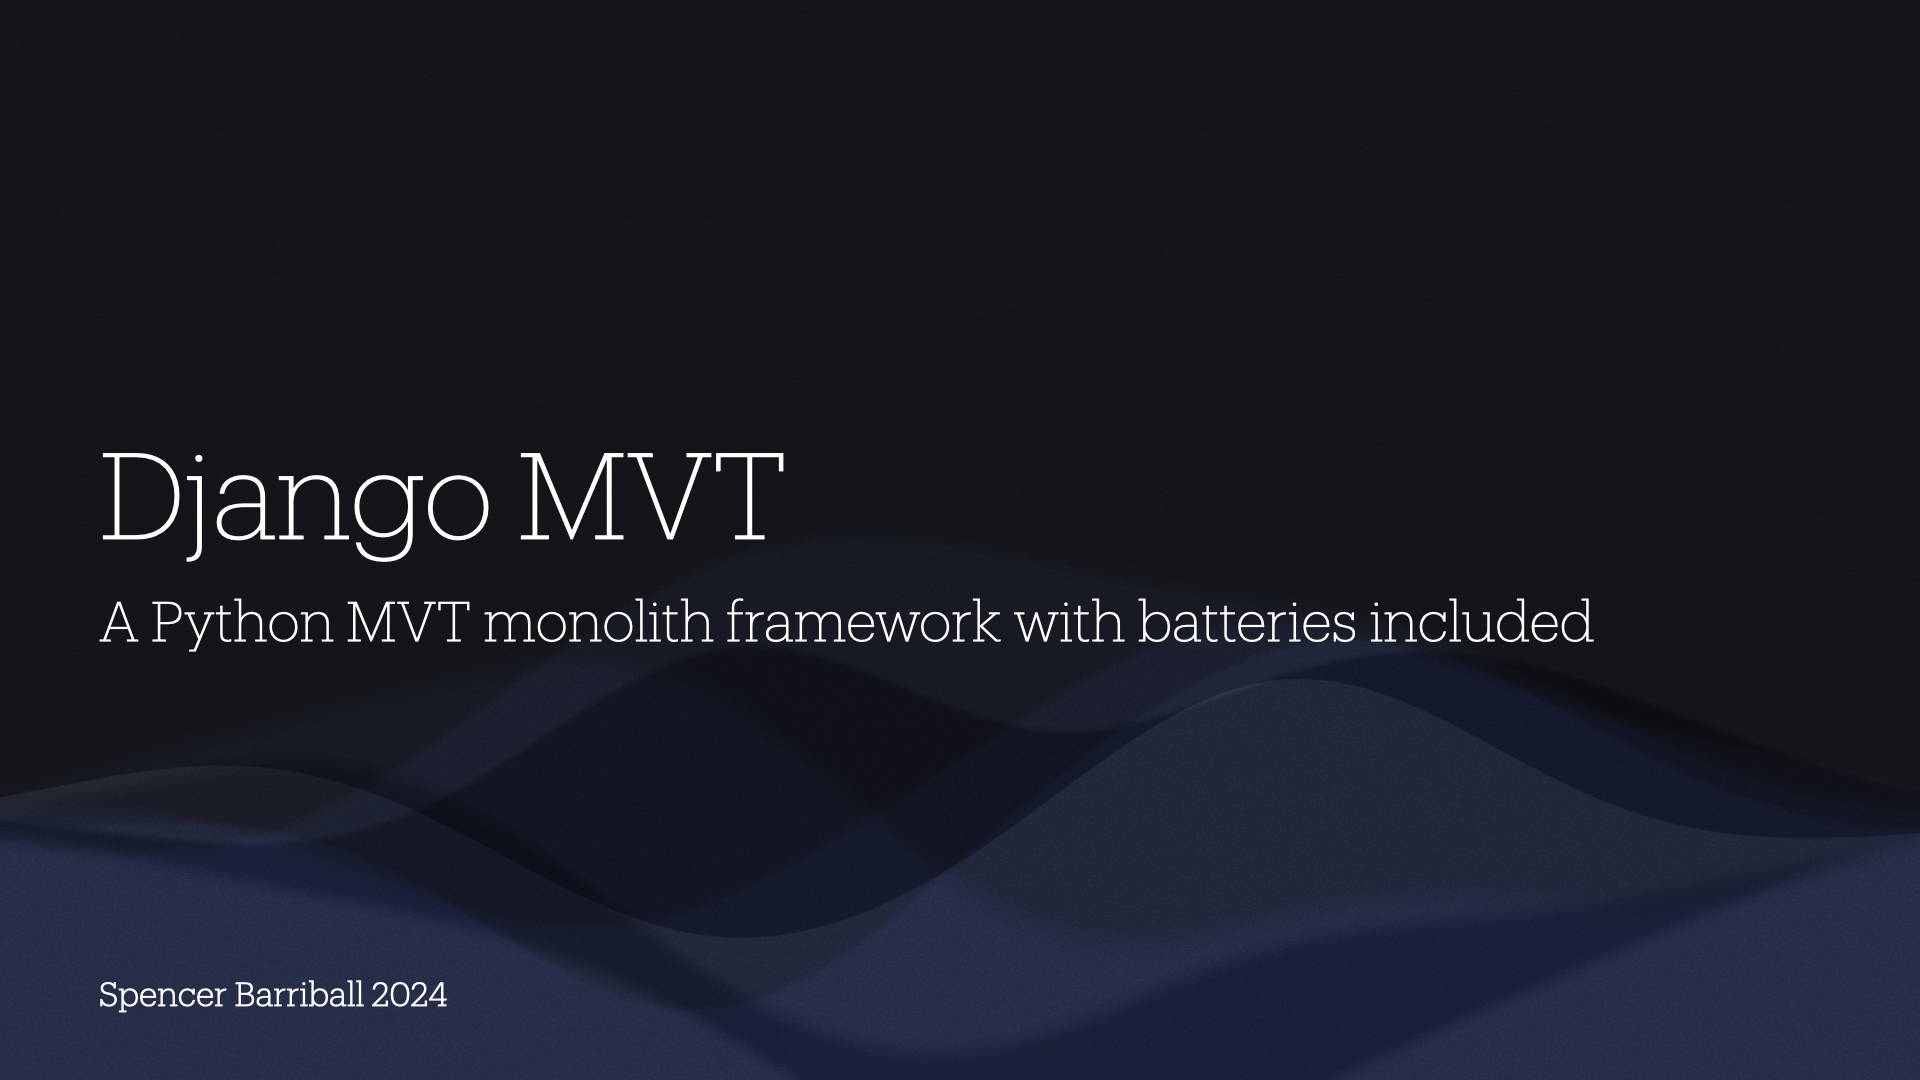 Django MVT
A Python MVT monolith framework with batteries included
Spencer Barriball 2024